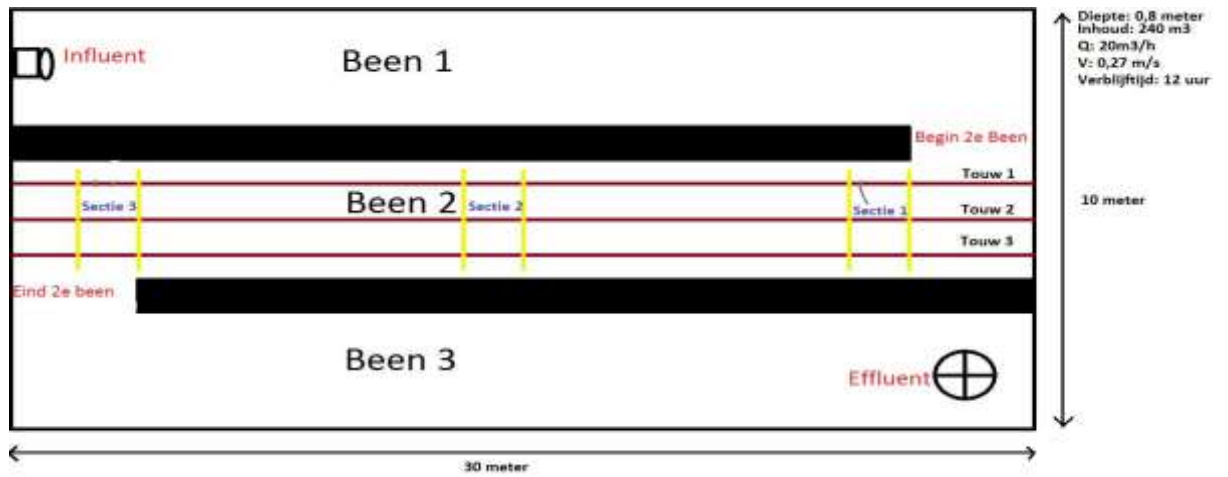 Influent
Been 1
Diepte: 0,8 meter
Inhoud: 240 m3
Q: 20m3/h
V: 0,27 m/s
Verblijftijd: 12 uur
Begin 2e Been
Touw 1
Sectie 3
Been 2
Sectie 2
Sectie 1
Touw 2
10 meter
Touw 3
Eind 2e been
Been 3
Effluent
30 meter